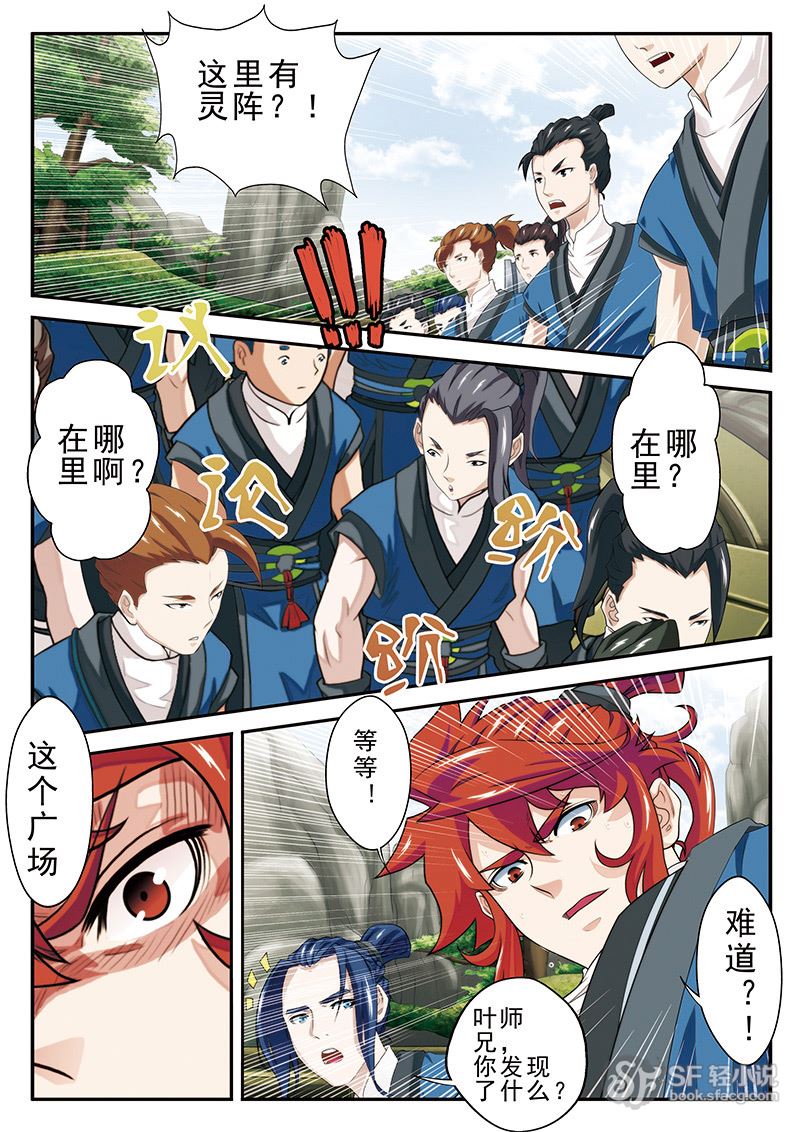 这里有
灵阵？！
!!!
议
论
纷
纷
在哪
里？
在哪
里啊？
等等！
难道？！
叶师
兄，
你发现
了什么？
这个广场
SF 轻小说
book.sfacg.com